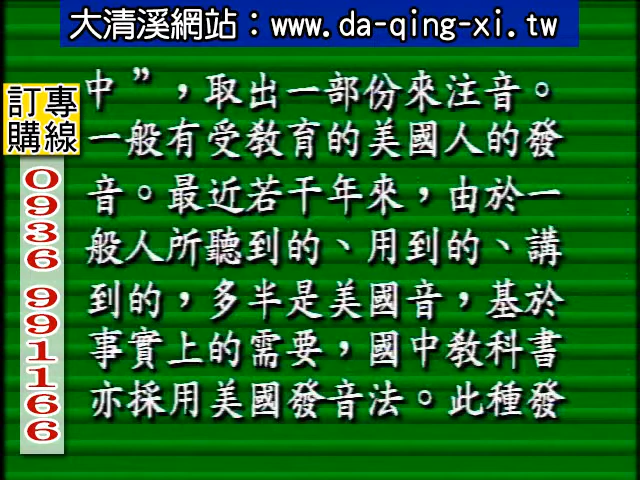 大清溪網站：www.da-qing-xi.tw
訂專
購線
0936 991166
中”，取出一部份來注音。
一般有受教育的美國人的發
音。最近若干年來，由於一
般人所聽到的、用到的、講
到的，多半是美國音，基於
事實上的需要，國中教科書
亦採用美國發音法。此種發